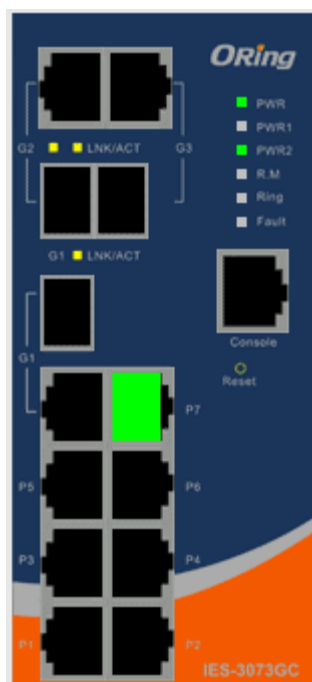 ORing
PWR
PWR1
PWR2
R.M
Ring
Fault
G2
LNK/ACT
G3
G1 LNK/ACT
Console
G1
Reset
P7
P5
P6
P3
P4
P1
P2
IES-3073GC